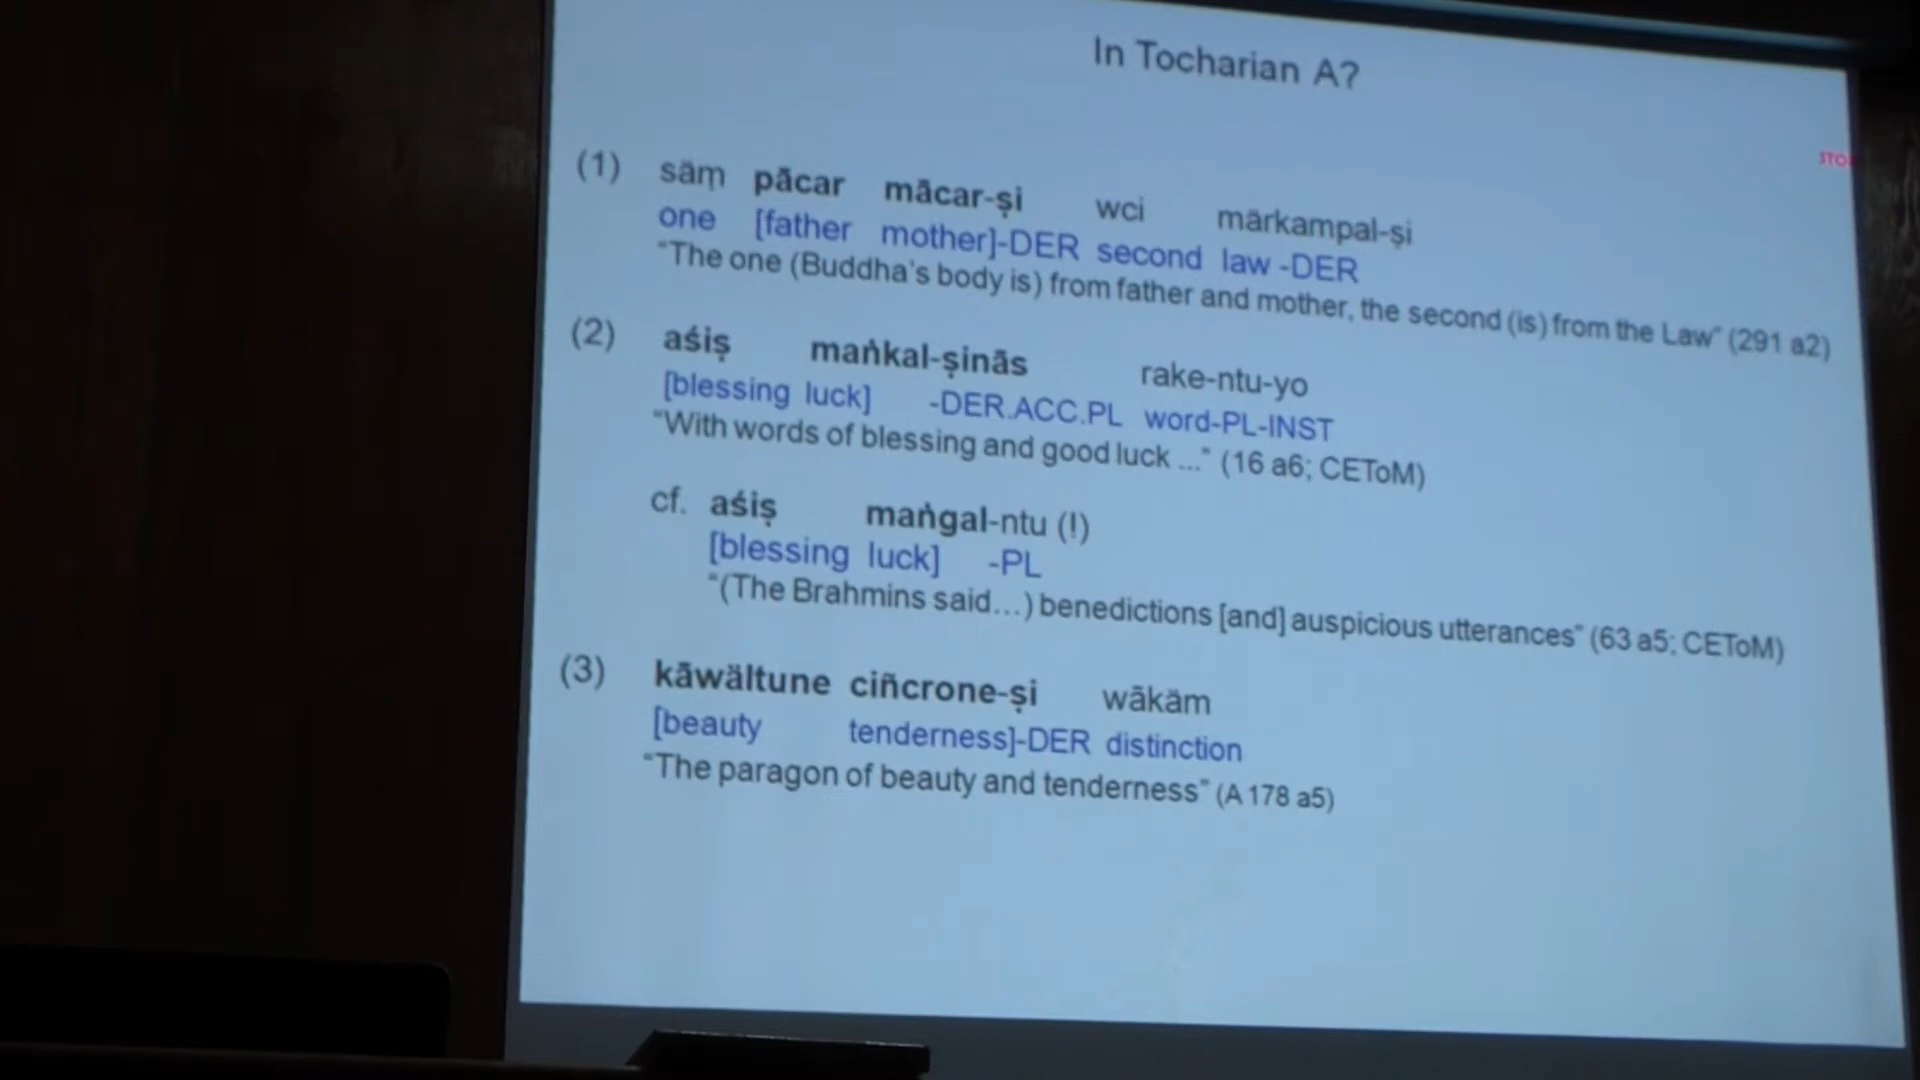 In Tocharian A?
STO
(1) säṃ pācar mācar-ṣi wci märkampal-ṣi
one [father mother]-DER second law -DER
“The one (Buddha's body is) from father and mother, the second (is) from the Law” (291 a2)
(2) aśiṣ maṅkal-ṣinās rake-ntu-yo
[blessing luck] -DER.ACC.PL word-PL-INST
“With words of blessing and good luck ...” (16 a6; CEToM)
cf. aśiṣ maṅgal-ntu (!)
[blessing luck] -PL
“(The Brahmins said…) benedictions [and] auspicious utterances” (63 a5; CEToM)
(3) kāwältune ciñcrone-ṣi wākäm
[beauty tenderness]-DER distinction
“The paragon of beauty and tenderness” (A 178 a5)